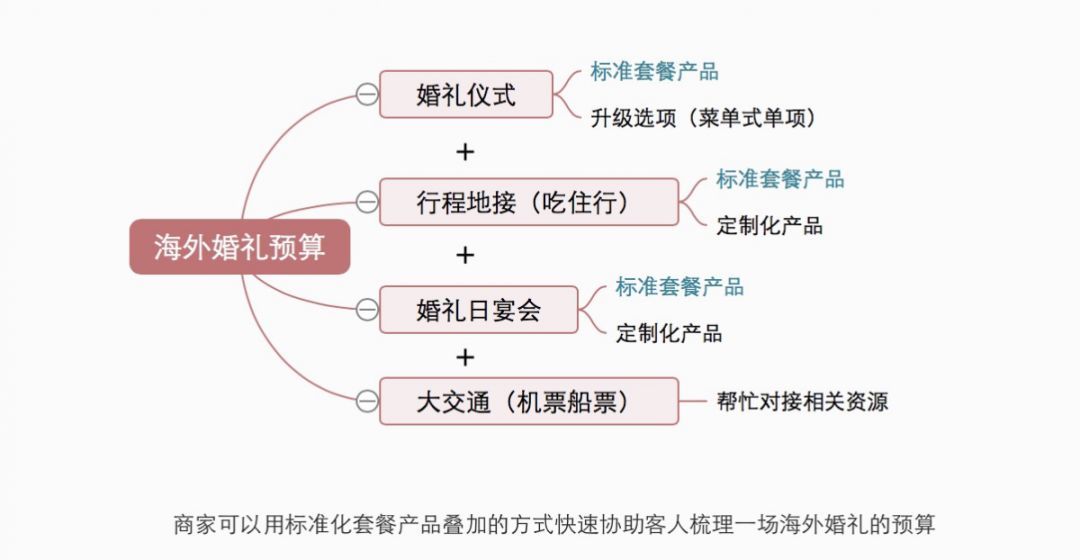 标准套餐产品
婚礼仪式
升级选项（菜单式单项）
+
标准套餐产品
行程地接（吃住行）
定制化产品
海外婚礼预算
+
标准套餐产品
婚礼日宴会
定制化产品
+
大交通（机票船票）
帮忙对接相关资源
商家可以用标准化套餐产品叠加的方式快速协助客人梳理一场海外婚礼的预算